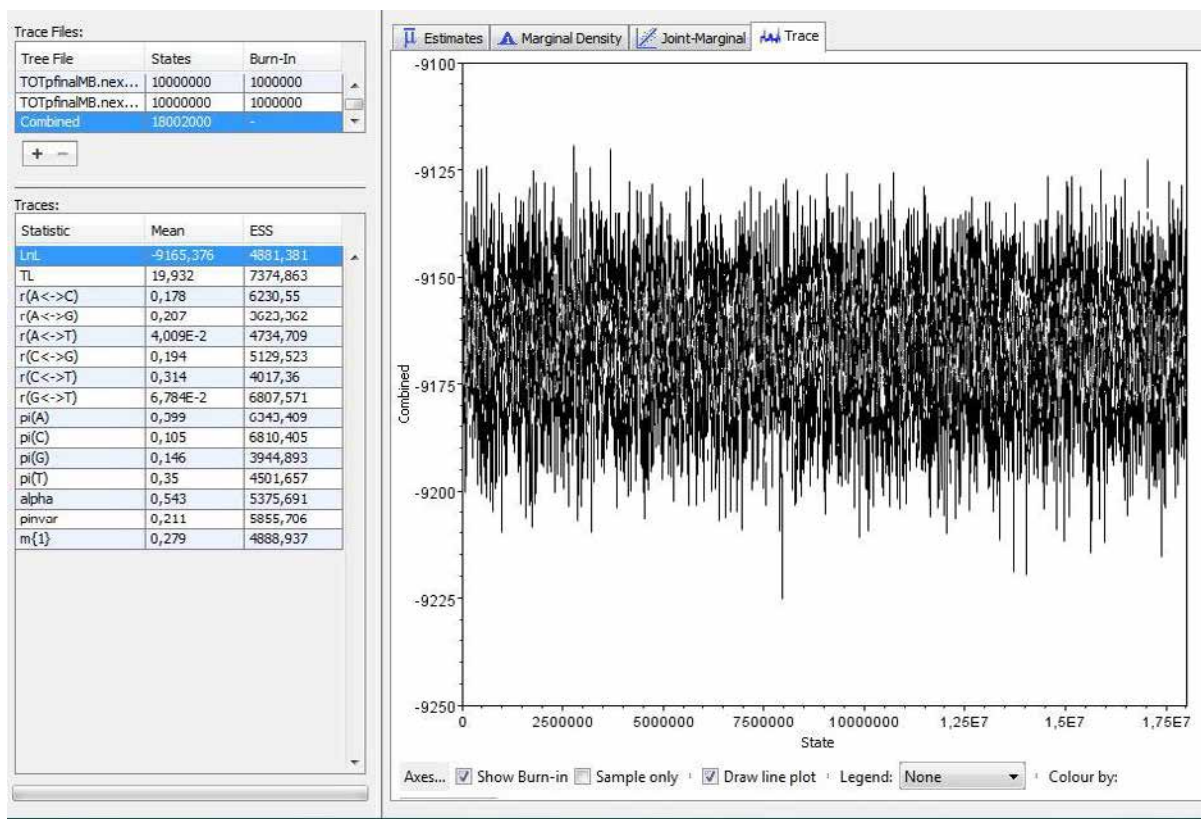 Trace Files:
Tree File States Burn-In
TOTpfinalMB.nex... 10000000 1000000
TOTpfinalMB.nex... 10000000 1000000
Combined 18002000 -
+ −
Traces:
Statistic Mean ESS
LnL -9165,376 4881,381
TL 19,932 7374,863
r(A<->C) 0,178 6230,55
r(A<->G) 0,207 3623,362
r(A<->T) 4,009E-2 4734,709
r(C<->G) 0,194 5129,523
r(C<->T) 0,314 4017,36
r(G<->T) 6,784E-2 6807,571
pi(A) 0,399 6343,409
pi(C) 0,105 6810,405
pi(G) 0,146 3944,893
pi(T) 0,35 4501,657
alpha 0,543 5375,691
pinvar 0,211 5855,706
m{1} 0,279 4888,937
Estimates Marginal Density Joint-Marginal Trace
-9100
-9125
-9150
-9175
-9200
-9225
-9250
Combined
0 2500000 5000000 7500000 10000000 1,25E7 1,5E7 1,75E7
State
Axes... Show Burn-in Sample only Draw line plot Legend: None Colour by: